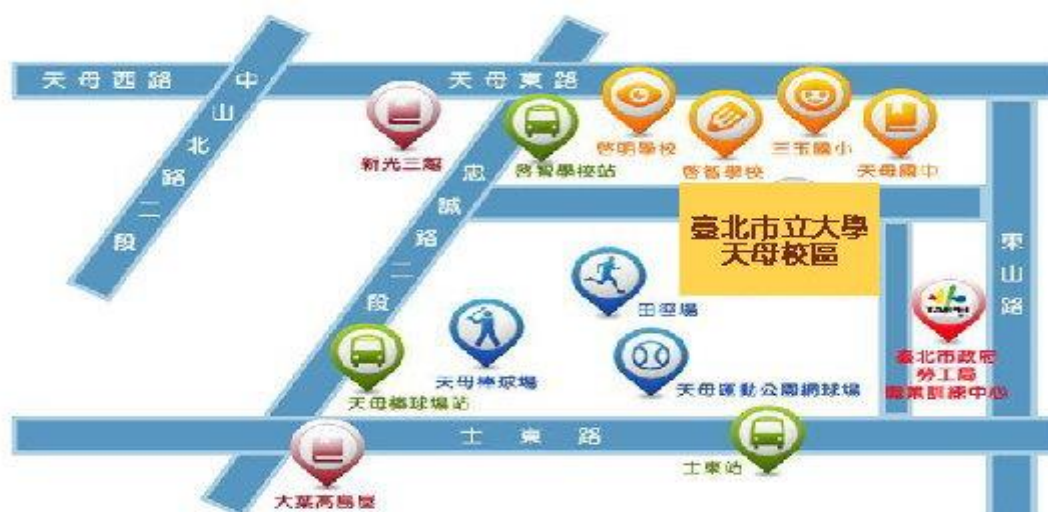 天母西路
中山北路二段
天母東路
新光三越
啓智學校站
啓明學校
啓智學校
三玉國小
天母國中
忠誠路二段
臺北市立大學
天母校區
東山路
田徑場
天母棒球場
天母運動公園網球場
TAIPEI
臺北市政府
勞工局
職業訓練中心
天母棒球場站
士東路
士東站
大葉高島屋